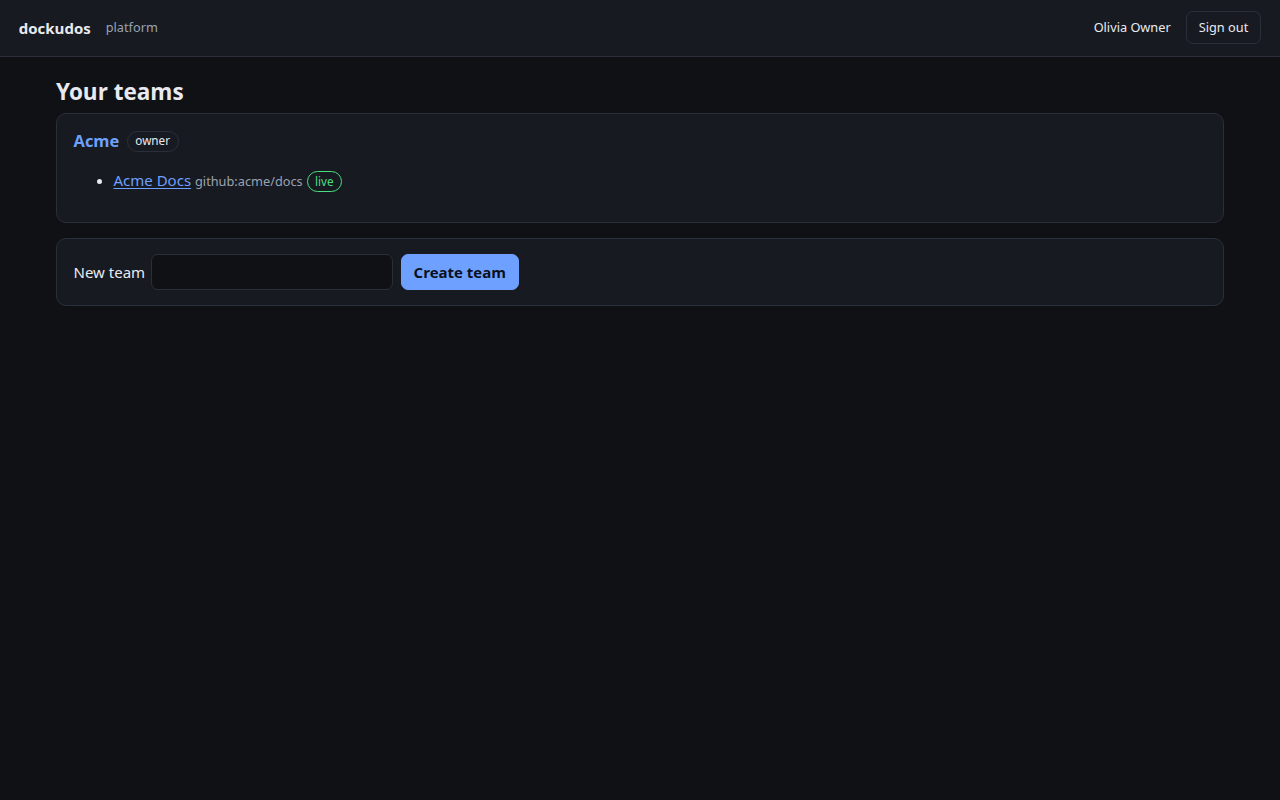 dockudos platform Olivia Owner Sign out
Your teams
Acme owner
Acme Docs github:acme/docs live
New team Create team